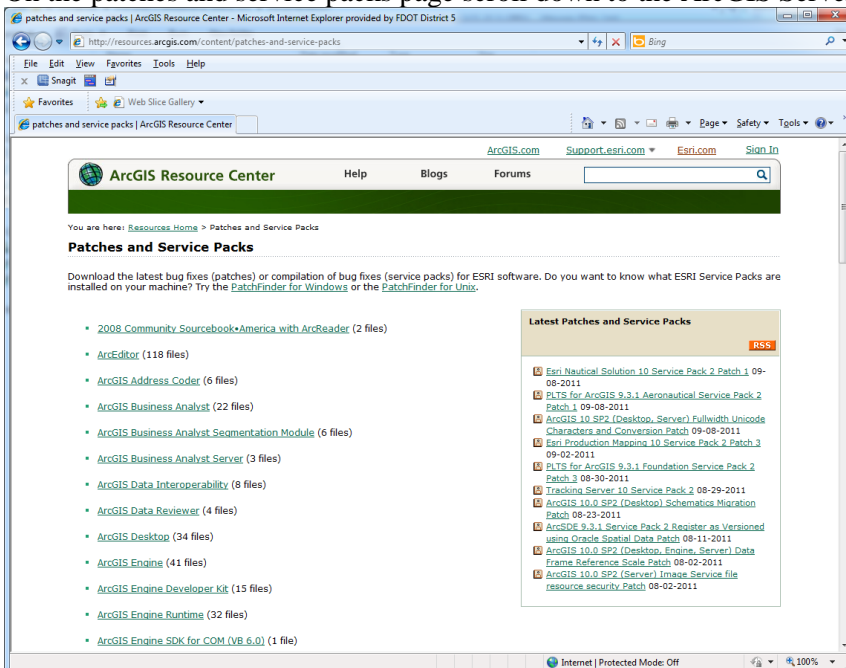 On the patches and service packs page scroll down to the ArcGIS Server
patches and service packs | ArcGIS Resource Center - Microsoft Internet Explorer provided by FDOT District 5
http://resources.arcgis.com/content/patches-and-service-packs
Bing
File Edit View Favorites Tools Help
x Snagit
Favorites Web Slice Gallery
patches and service packs | ArcGIS Resource Center
Page Safety Tools
ArcGIS.com Support.esri.com Esri.com Sign In
ArcGIS Resource Center Help Blogs Forums
You are here: Resources Home > Patches and Service Packs
Patches and Service Packs
Download the latest bug fixes (patches) or compilation of bug fixes (service packs) for ESRI software. Do you want to know what ESRI Service Packs are
installed on your machine? Try the PatchFinder for Windows or the PatchFinder for Unix.
2008 Community Sourcebook•America with ArcReader (2 files)
ArcEditor (118 files)
ArcGIS Address Coder (6 files)
ArcGIS Business Analyst (22 files)
ArcGIS Business Analyst Segmentation Module (6 files)
ArcGIS Business Analyst Server (3 files)
ArcGIS Data Interoperability (8 files)
ArcGIS Data Reviewer (4 files)
ArcGIS Desktop (34 files)
ArcGIS Engine (41 files)
ArcGIS Engine Developer Kit (15 files)
ArcGIS Engine Runtime (32 files)
ArcGIS Engine SDK for COM (VB 6.0) (1 file)
Latest Patches and Service Packs
RSS
Esri Nautical Solution 10 Service Pack 2 Patch 1 09-
08-2011
PLTS for ArcGIS 9.3.1 Aeronautical Service Pack 2
Patch 1 09-08-2011
ArcGIS 10 SP2 (Desktop, Server) Fullwidth Unicode
Characters and Conversion Patch 09-08-2011
Esri Production Mapping 10 Service Pack 2 Patch 3
09-02-2011
PLTS for ArcGIS 9.3.1 Foundation Service Pack 2
Patch 3 08-30-2011
Tracking Server 10 Service Pack 2 08-29-2011
ArcGIS 10.0 SP2 (Desktop) Schematics Migration
Patch 08-23-2011
ArcSDE 9.3.1 Service Pack 2 Register as Versioned
using Oracle Spatial Data Patch 08-11-2011
ArcGIS 10.0 SP2 (Desktop, Engine, Server) Data
Frame Reference Scale Patch 08-02-2011
ArcGIS 10.0 SP2 (Server) Image Service file
resource security Patch 08-02-2011
Internet | Protected Mode: Off 100%